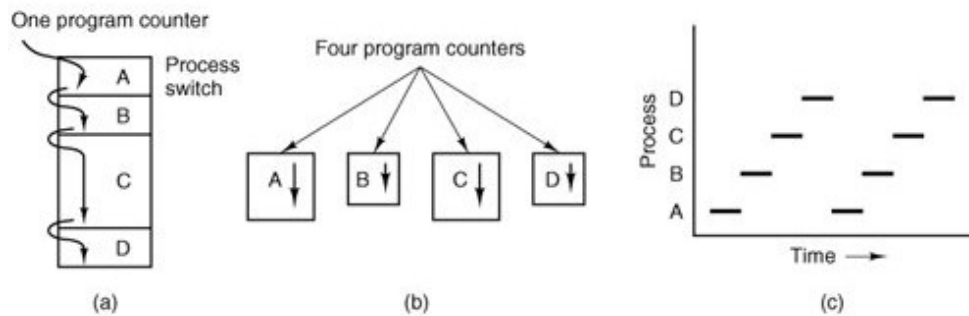 One program counter
Process
switch
A
B
C
D
(a)
Four program counters
A
B
C
D
(b)
Process
D
C
B
A
Time
(c)